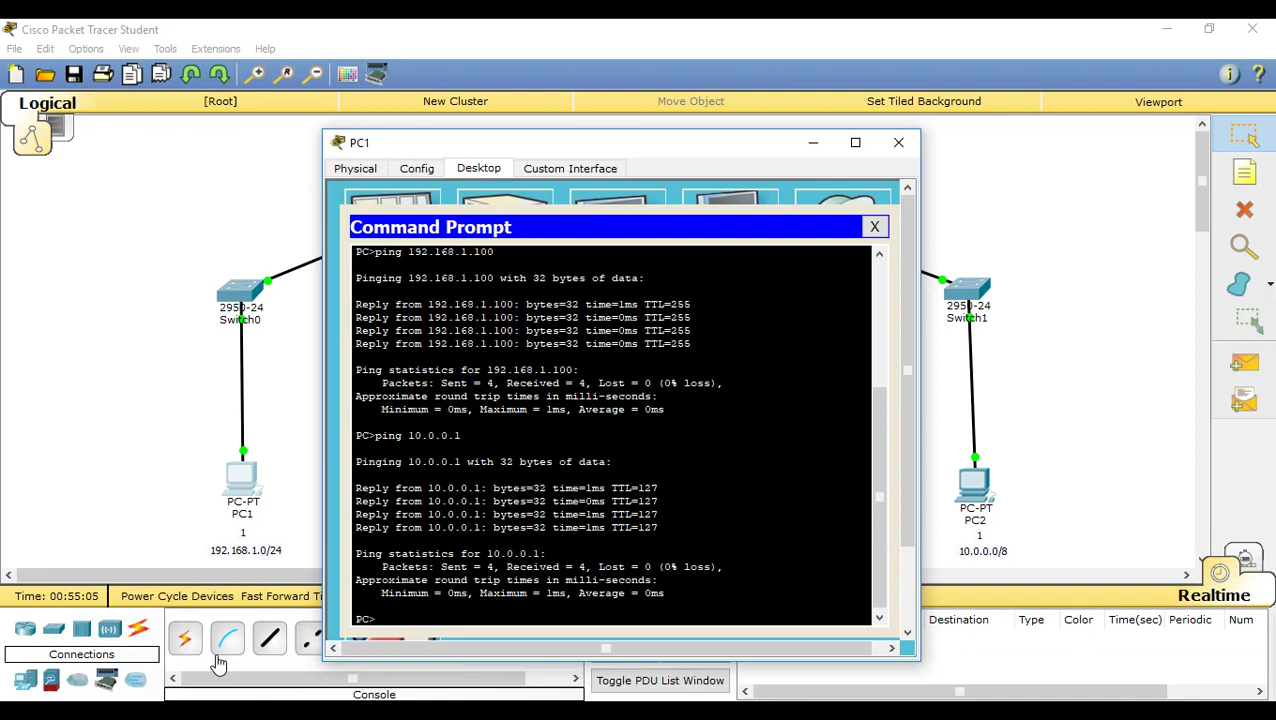 Cisco Packet Tracer Student
File Edit Options View Tools Extensions Help
Logical [Root] New Cluster Move Object Set Tiled Background Viewport
PC1
Physical Config Desktop Custom Interface
Command Prompt X
PC>ping 192.168.1.100
Pinging 192.168.1.100 with 32 bytes of data:
Reply from 192.168.1.100: bytes=32 time=1ms TTL=255
Reply from 192.168.1.100: bytes=32 time=0ms TTL=255
Reply from 192.168.1.100: bytes=32 time=0ms TTL=255
Reply from 192.168.1.100: bytes=32 time=0ms TTL=255
Ping statistics for 192.168.1.100:
Packets: Sent = 4, Received = 4, Lost = 0 (0% loss),
Approximate round trip times in milli-seconds:
Minimum = 0ms, Maximum = 1ms, Average = 0ms
PC>ping 10.0.0.1
Pinging 10.0.0.1 with 32 bytes of data:
Reply from 10.0.0.1: bytes=32 time=1ms TTL=127
Reply from 10.0.0.1: bytes=32 time=0ms TTL=127
Reply from 10.0.0.1: bytes=32 time=1ms TTL=127
Reply from 10.0.0.1: bytes=32 time=1ms TTL=127
Ping statistics for 10.0.0.1:
Packets: Sent = 4, Received = 4, Lost = 0 (0% loss),
Approximate round trip times in milli-seconds:
Minimum = 0ms, Maximum = 1ms, Average = 0ms
PC>
2950-24
Switch0
PC-PT
PC1
1
192.168.1.0/24
2950-24
Switch1
PC-PT
PC2
1
10.0.0.0/8
Time: 00:55:05 Power Cycle Devices Fast Forward Ti
Realtime
Connections
Console
Toggle PDU List Window
Destination Type Color Time(sec) Periodic Num